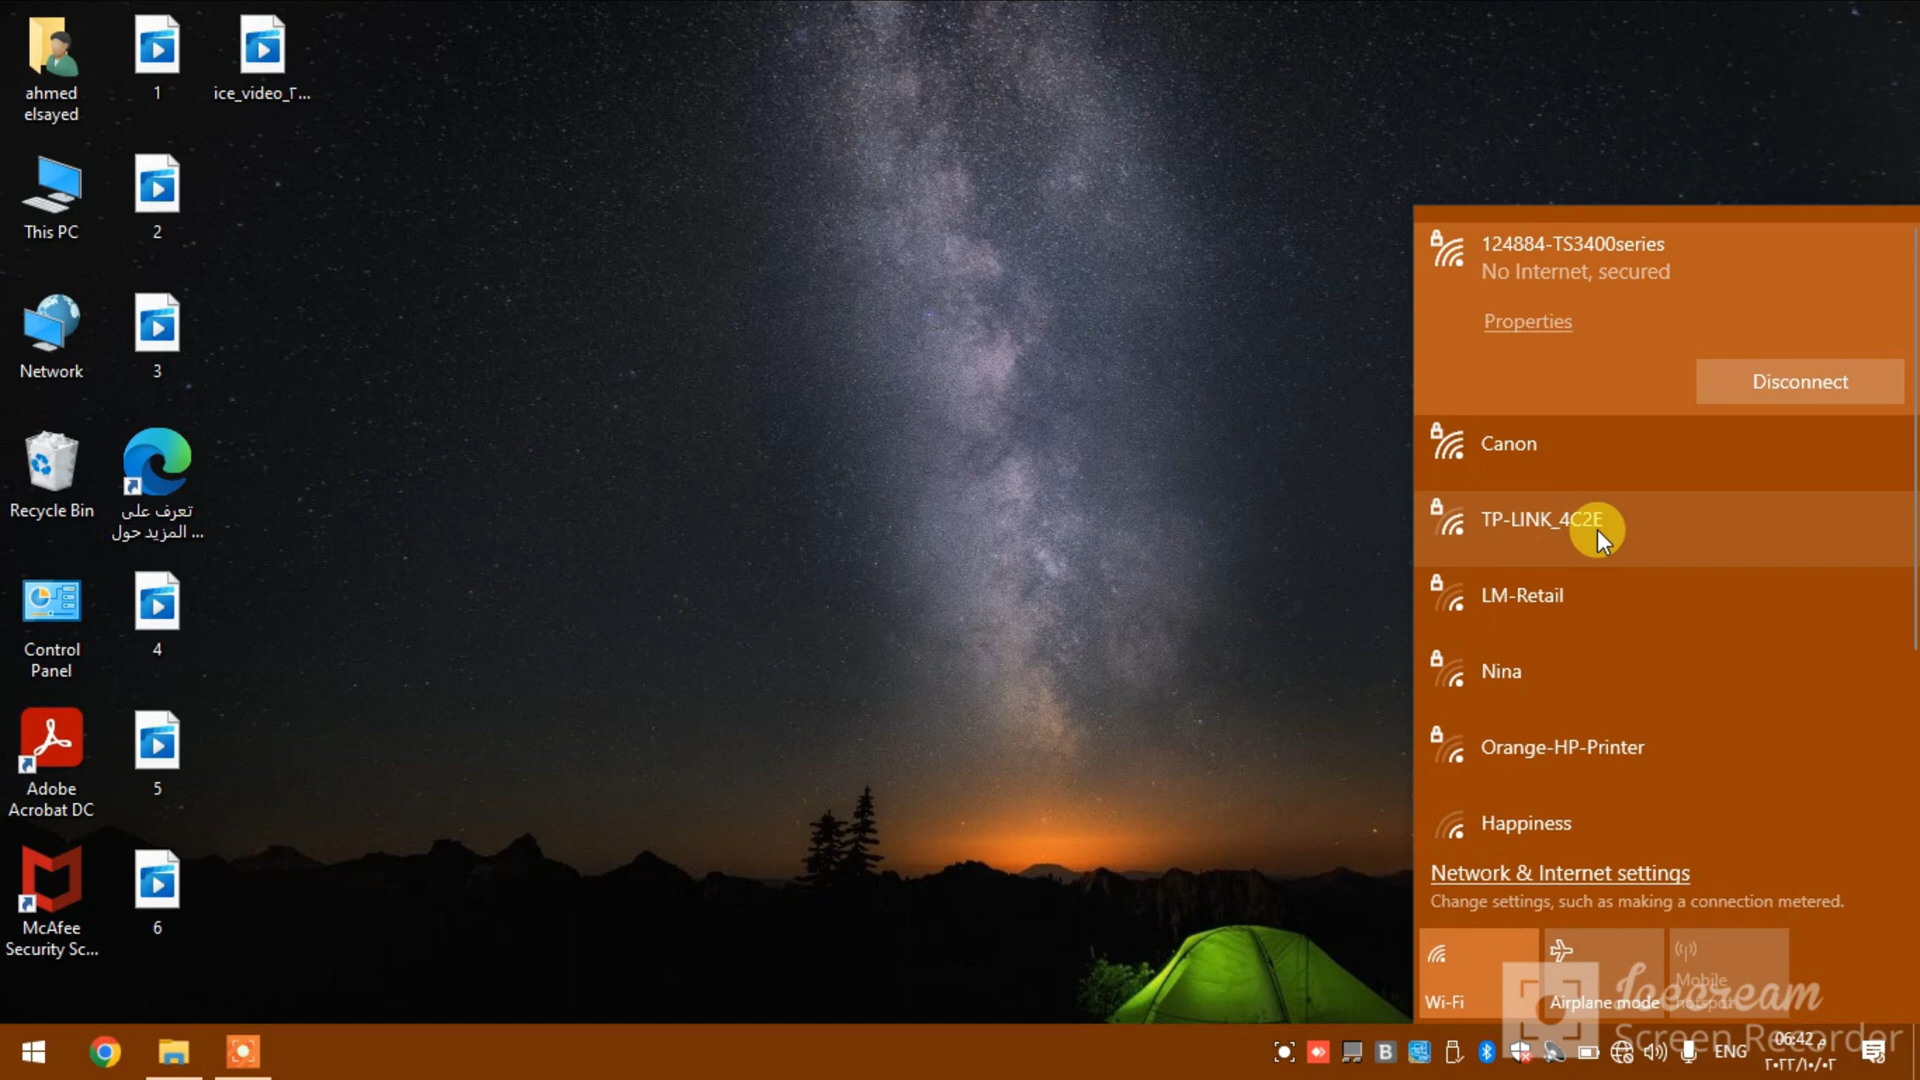 ahmed
elsayed
1
ice_video_٢...
This PC
2
Network
3
Recycle Bin
تعرف على
المزيد حول ...
Control
Panel
4
Adobe
Acrobat DC
5
McAfee
Security Sc...
6
124884-TS3400series
No Internet, secured
Properties
Disconnect
Canon
TP-LINK_4C2E
LM-Retail
Nina
Orange-HP-Printer
Happiness
Network & Internet settings
Change settings, such as making a connection metered.
Wi-Fi
Airplane mode
Mobile
hotspot
Icecream
Screen Recorder
ENG
06:42 م
٢٠٢٢/١٠/٠٢